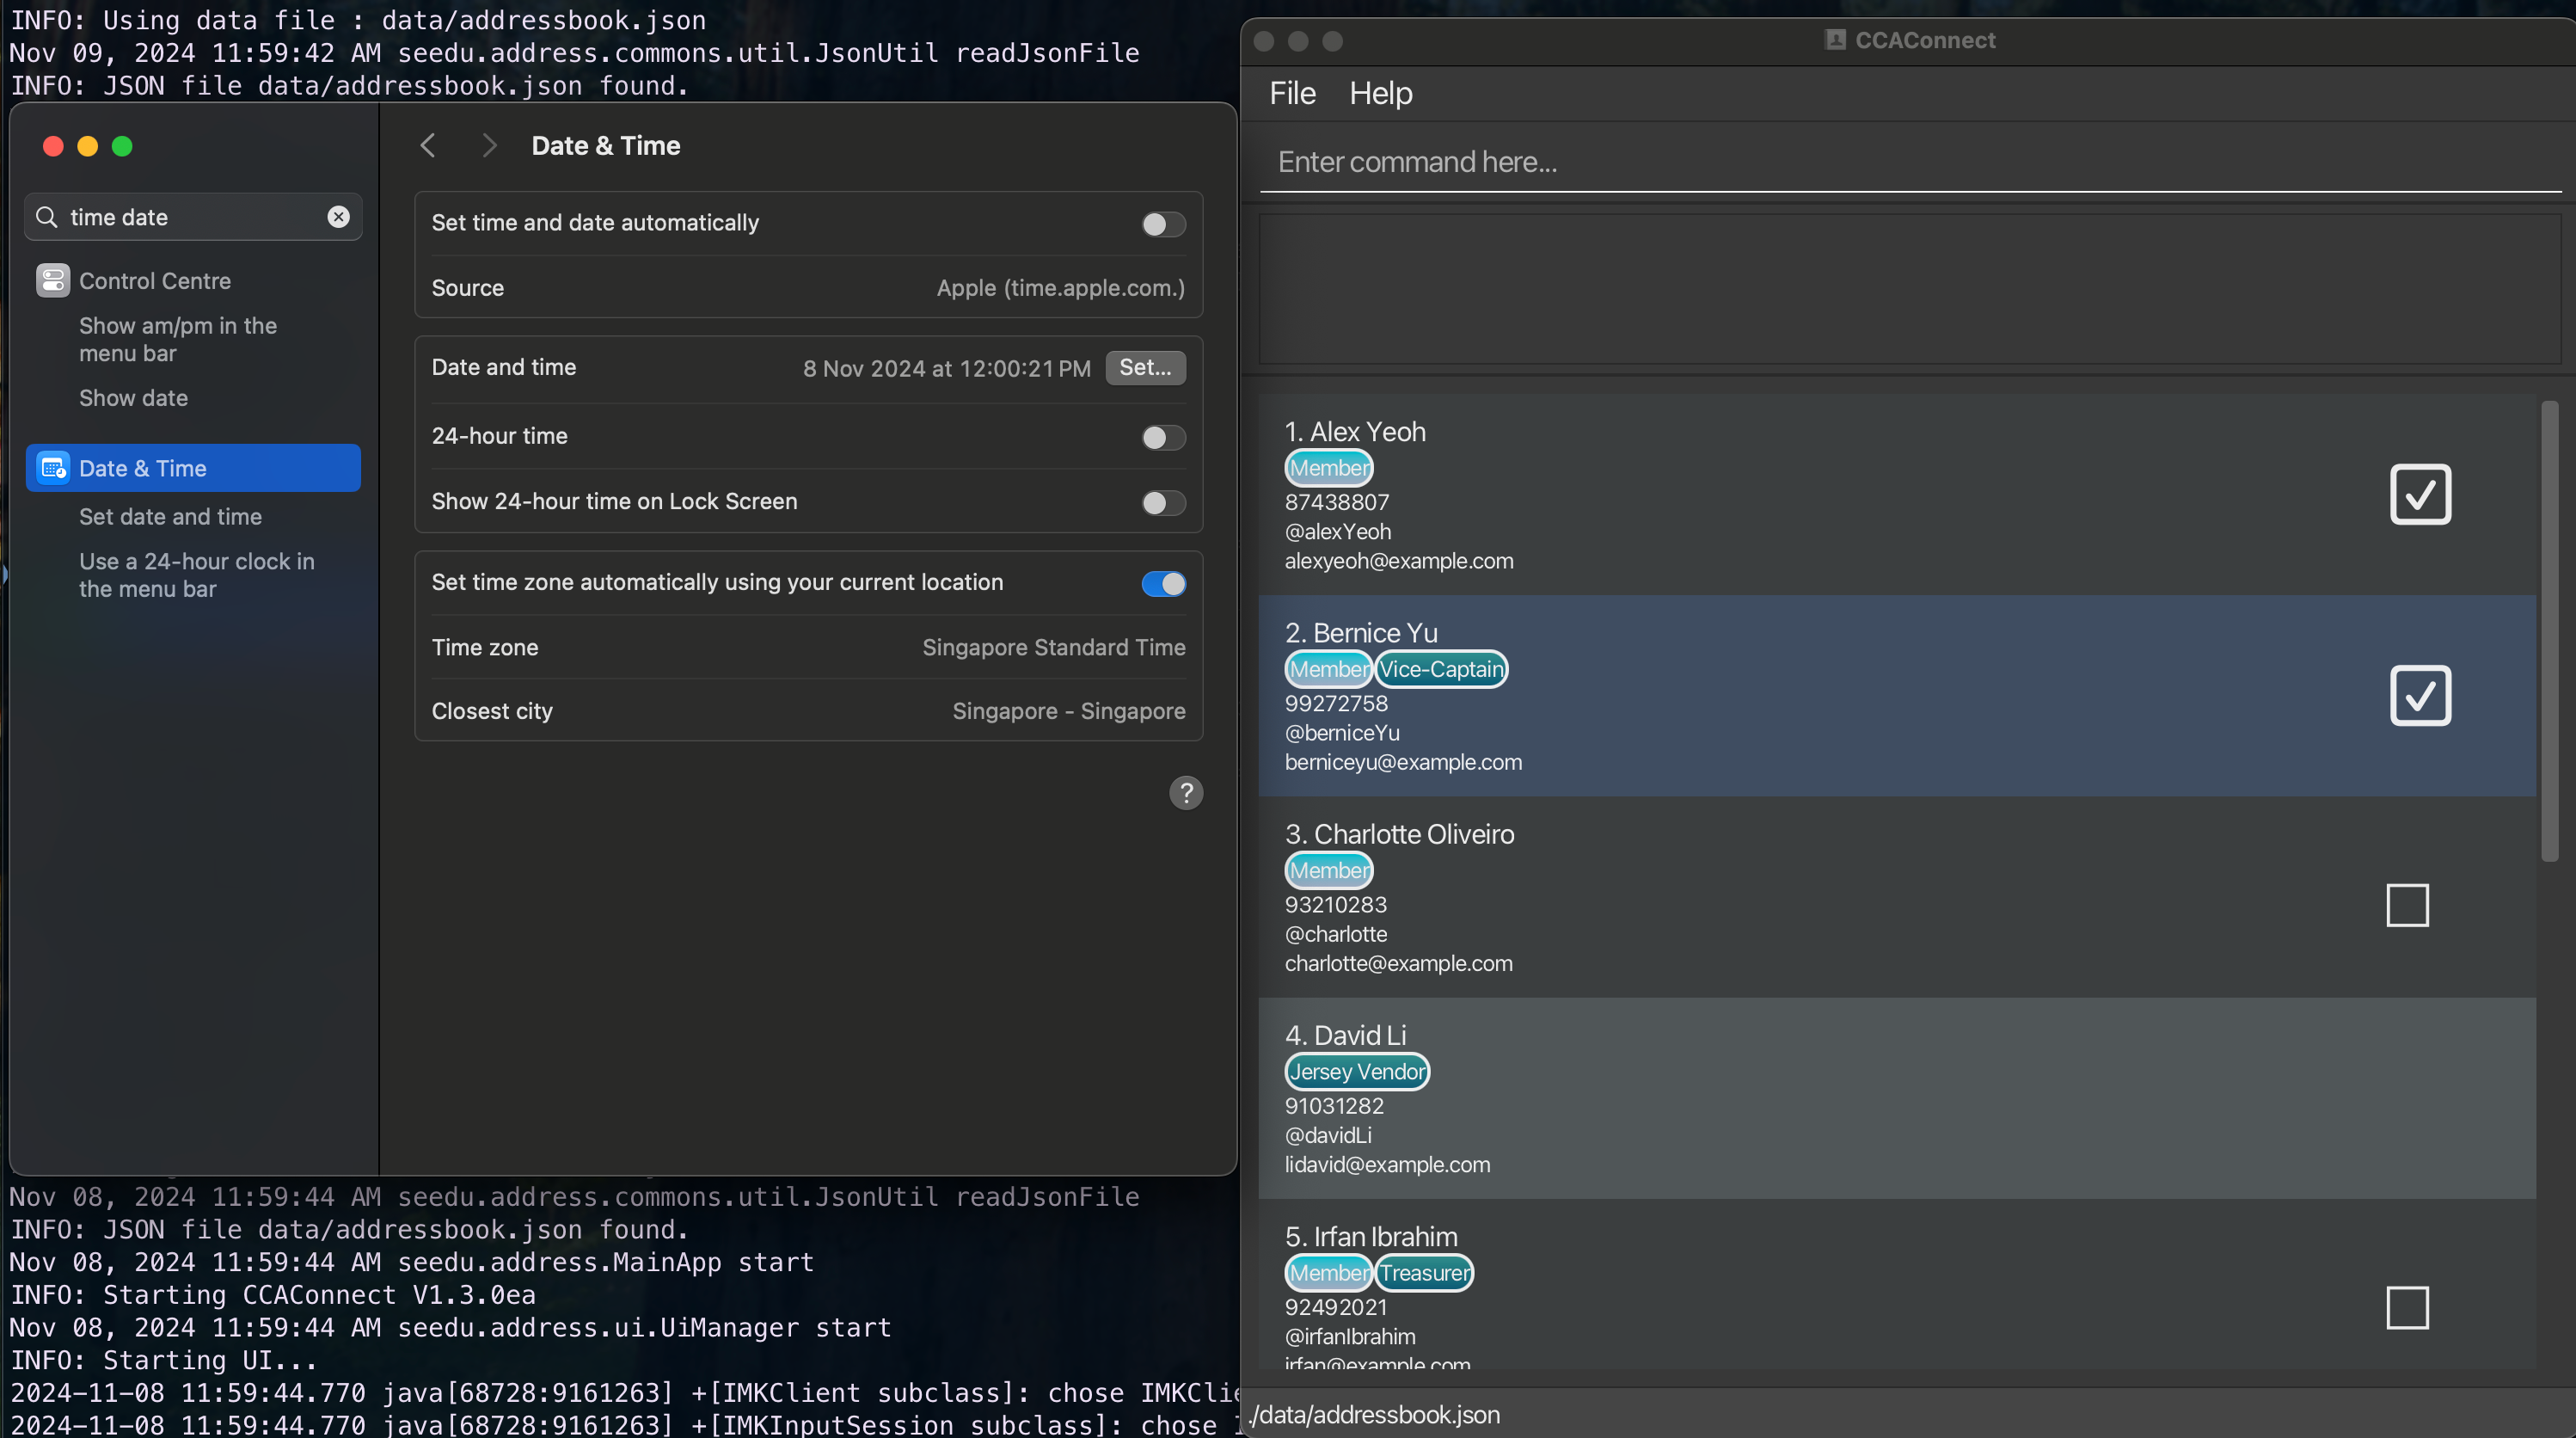 INFO: Using data file : data/addressbook.json
Nov 09, 2024 11:59:42 AM seedu.address.commons.util.JsonUtil readJsonFile
INFO: JSON file data/addressbook.json found.
time date
Control Centre
Show am/pm in the
menu bar
Show date
Date & Time
Set date and time
Use a 24-hour clock in
the menu bar
Date & Time
Set time and date automatically
Source Apple (time.apple.com.)
Date and time 8 Nov 2024 at 12:00:21 PM Set...
24-hour time
Show 24-hour time on Lock Screen
Set time zone automatically using your current location
Time zone Singapore Standard Time
Closest city Singapore - Singapore
?
Nov 08, 2024 11:59:44 AM seedu.address.commons.util.JsonUtil readJsonFile
INFO: JSON file data/addressbook.json found.
Nov 08, 2024 11:59:44 AM seedu.address.MainApp start
INFO: Starting CCAConnect V1.3.0ea
Nov 08, 2024 11:59:44 AM seedu.address.ui.UiManager start
INFO: Starting UI...
2024-11-08 11:59:44.770 java[68728:9161263] +[IMKClient subclass]: chose IMKClie
2024-11-08 11:59:44.770 java[68728:9161263] +[IMKInputSession subclass]: chose I
CCAConnect
File Help
Enter command here...
1. Alex Yeoh
Member
87438807
@alexYeoh
alexyeoh@example.com
2. Bernice Yu
Member Vice-Captain
99272758
@berniceYu
berniceyu@example.com
3. Charlotte Oliveiro
Member
93210283
@charlotte
charlotte@example.com
4. David Li
Jersey Vendor
91031282
@davidLi
lidavid@example.com
5. Irfan Ibrahim
Member Treasurer
92492021
@irfanIbrahim
irfan@example.com
./data/addressbook.json